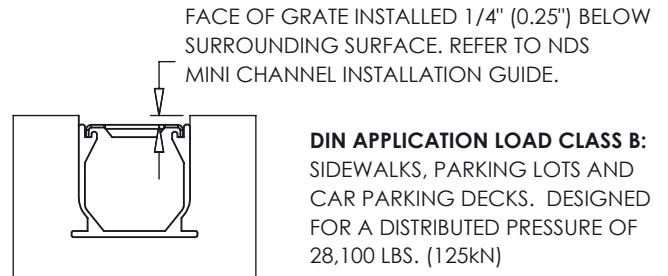 FACE OF GRATE INSTALLED 1/4" (0.25") BELOW
SURROUNDING SURFACE. REFER TO NDS
MINI CHANNEL INSTALLATION GUIDE.
DIN APPLICATION LOAD CLASS B:
SIDEWALKS, PARKING LOTS AND
CAR PARKING DECKS. DESIGNED
FOR A DISTRIBUTED PRESSURE OF
28,100 LBS. (125kN)